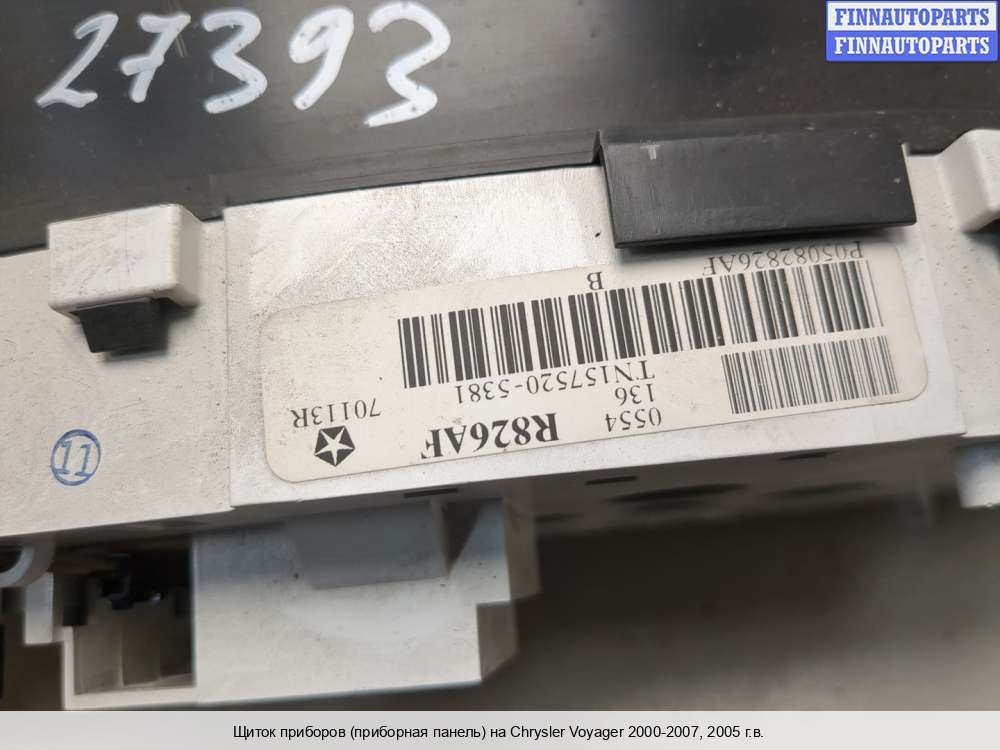 27393
FINNAUTOPARTS
FINNAUTOPARTS
T
0554
136
R826AF
70113R
TN157520-5381
B
P05082826AF
11
Щиток приборов (приборная панель) на Chrysler Voyager 2000-2007, 2005 г.в.